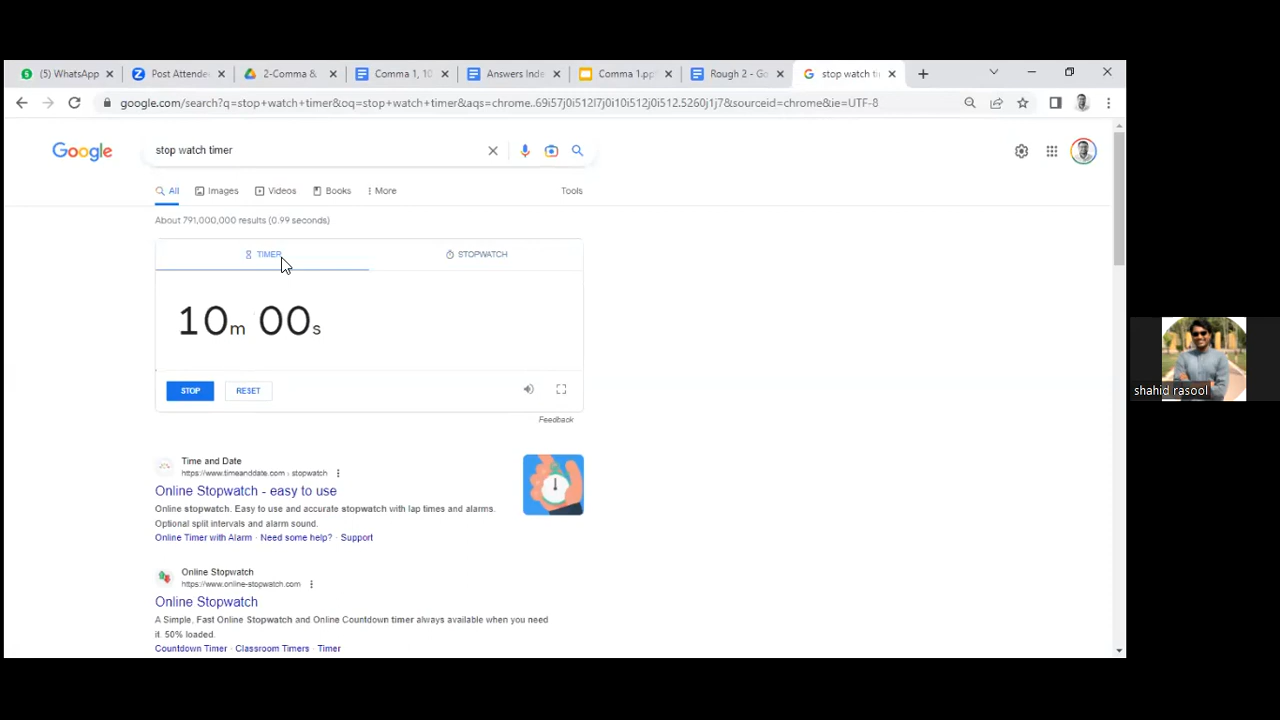 (5) WhatsApp
Post Attende
2-Comma &
Comma 1, 10
Answers Inde
Comma 1.pp
Rough 2 - Go
stop watch ti
google.com/search?q=stop+watch+timer&oq=stop+watch+timer&aqs=chrome..69i57j0i512l7j0i10i512j0i512.5260j1j7&sourceid=chrome&ie=UTF-8
Google
stop watch timer
All
Images
Videos
Books
More
Tools
About 791,000,000 results (0.99 seconds)
TIMER
STOPWATCH
10m 00s
STOP
RESET
Feedback
Time and Date
https://www.timeanddate.com › stopwatch
Online Stopwatch - easy to use
Online stopwatch. Easy to use and accurate stopwatch with lap times and alarms.
Optional split intervals and alarm sound.
Online Timer with Alarm · Need some help? · Support
Online Stopwatch
https://www.online-stopwatch.com
Online Stopwatch
A Simple, Fast Online Stopwatch and Online Countdown timer always available when you need
it. 50% loaded.
Countdown Timer · Classroom Timers · Timer
shahid rasool